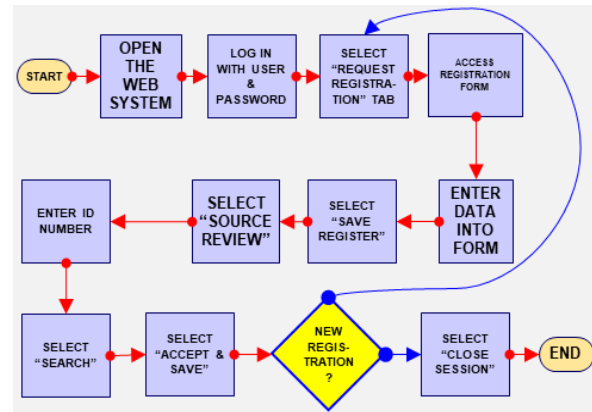 START
OPEN
THE
WEB
SYSTEM
LOG IN
WITH USER
&
PASSWORD
SELECT
“REQUEST
REGISTRA-
TION” TAB
ACCESS
REGISTRATION
FORM
ENTER
DATA
INTO
FORM
SELECT
“SAVE
REGISTER”
SELECT
“SOURCE
REVIEW”
ENTER ID
NUMBER
SELECT
“SEARCH”
SELECT
“ACCEPT &
SAVE”
NEW
REGIS-
TRATION
?
SELECT
“CLOSE
SESSION”
END